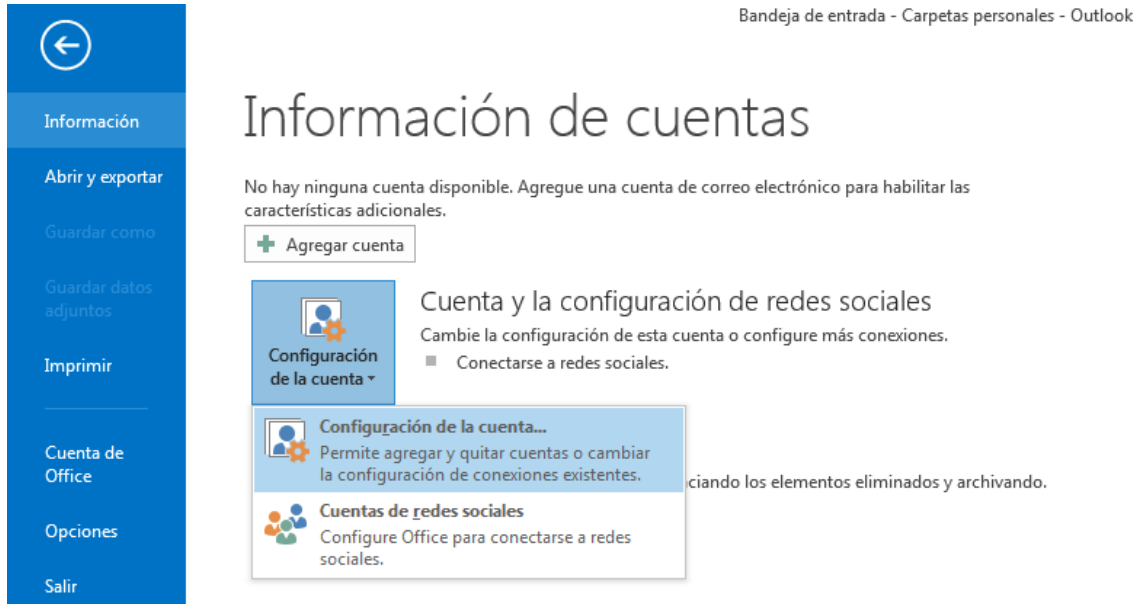 Bandeja de entrada - Carpetas personales - Outlook
Información
Abrir y exportar
Guardar como
Guardar datos
adjuntos
Imprimir
Cuenta de
Office
Opciones
Salir
Información de cuentas
No hay ninguna cuenta disponible. Agregue una cuenta de correo electrónico para habilitar las
características adicionales.
Agregar cuenta
Configuración
de la cuenta
Cuenta y la configuración de redes sociales
Cambie la configuración de esta cuenta o configure más conexiones.
Conectarse a redes sociales.
Configuración de la cuenta...
Permite agregar y quitar cuentas o cambiar
la configuración de conexiones existentes.
ciando los elementos eliminados y archivando.
Cuentas de redes sociales
Configure Office para conectarse a redes
sociales.